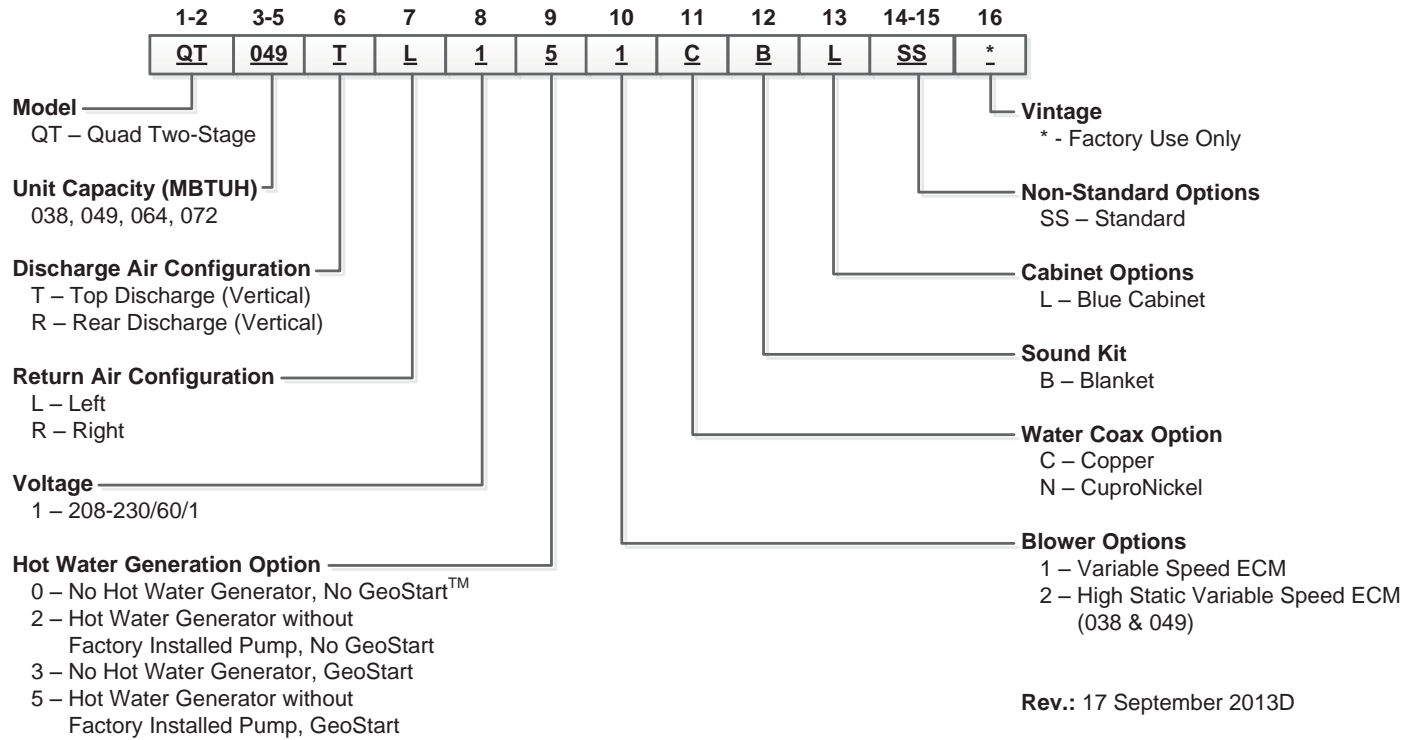 1-2 3-5 6 7 8 9 10 11 12 13 14-15 16
QT 049 T L 1 5 1 C B L SS *
Model
QT – Quad Two-Stage
Unit Capacity (MBTUH)
038, 049, 064, 072
Discharge Air Configuration
T – Top Discharge (Vertical)
R – Rear Discharge (Vertical)
Return Air Configuration
L – Left
R – Right
Voltage
1 – 208-230/60/1
Hot Water Generation Option
0 – No Hot Water Generator, No GeoStart™
2 – Hot Water Generator without
Factory Installed Pump, No GeoStart
3 – No Hot Water Generator, GeoStart
5 – Hot Water Generator without
Factory Installed Pump, GeoStart
Vintage
* - Factory Use Only
Non-Standard Options
SS – Standard
Cabinet Options
L – Blue Cabinet
Sound Kit
B – Blanket
Water Coax Option
C – Copper
N – CuproNickel
Blower Options
1 – Variable Speed ECM
2 – High Static Variable Speed ECM
(038 & 049)
Rev.: 17 September 2013D